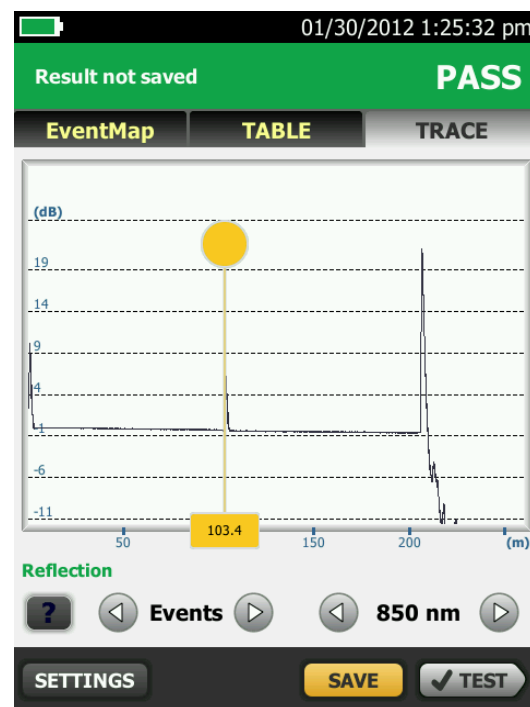 01/30/2012 1:25:32 pm
Result not saved PASS
EventMap TABLE TRACE
(dB)
19
14
9
4
-1
-6
-11
103.4
50 150 200 (m)
Reflection
? Events 850 nm
SETTINGS SAVE TEST